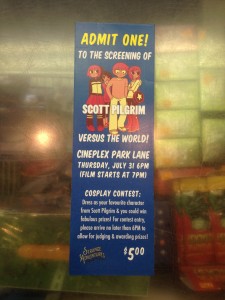 ADMIT ONE!
TO THE SCREENING OF
SCOTT PILGRIM
VERSUS THE WORLD!
CINEPLEX PARK LANE
THURSDAY, JULY 31 6PM
(FILM STARTS AT 7PM)
COSPLAY CONTEST:
Dress as your favourite character
from Scott Pilgrim & you could win
fabulous prizes! For contest entry,
please arrive no later than 6PM to
allow for judging & awarding prizes!
STRANGE ADVENTURES
$5.00